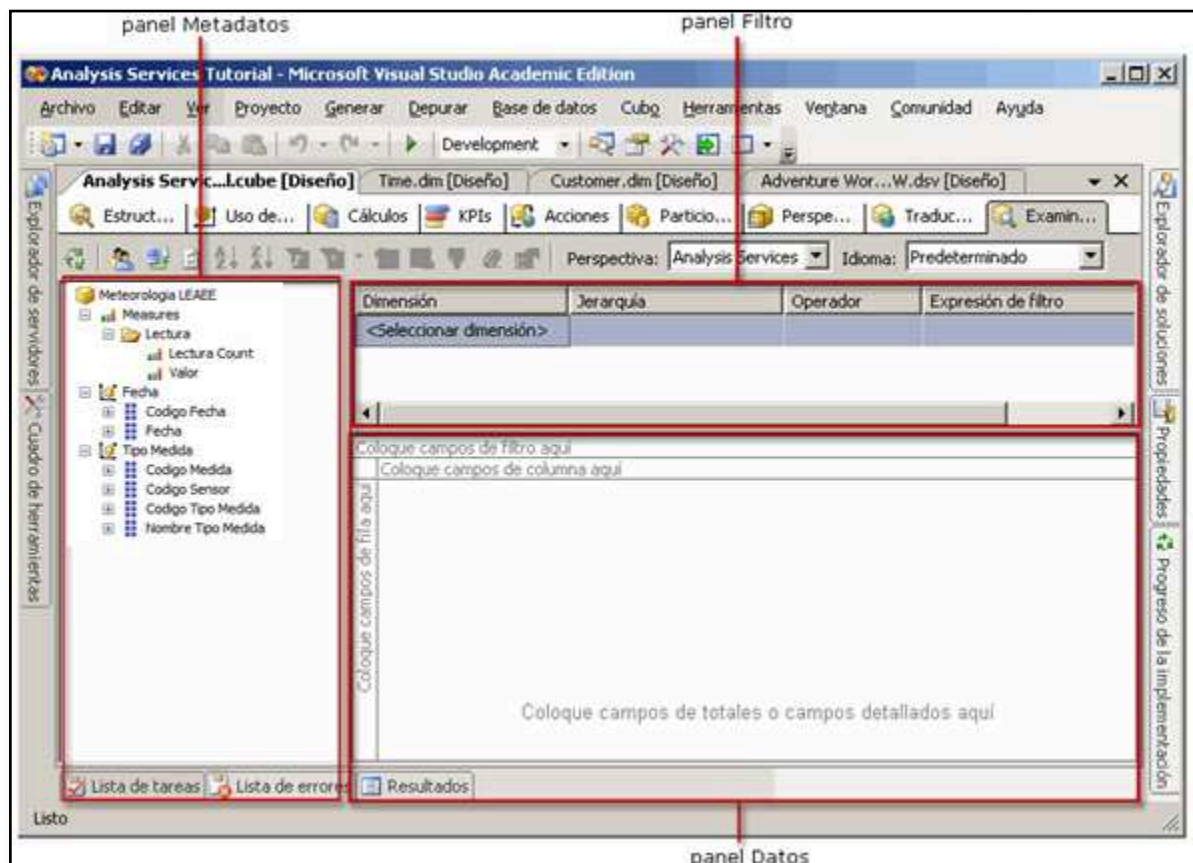 panel Metadatos
panel Filtro
Analysis Services Tutorial - Microsoft Visual Studio Academic Edition
Archivo Editar Ver Proyecto Generar Depurar Base de datos Cubo Herramientas Ventana Comunidad Ayuda
Development
Analysis Servic...l.cube [Diseño] Time.dim [Diseño] Customer.dim [Diseño] Adventure Wor...W.dsv [Diseño]
Estruct... Uso de... Cálculos KPIs Acciones Particio... Perspe... Traduc... Examin...
Perspectiva: Analysis Services Idioma: Predeterminado
Explorador de servidores
Cuadro de herramientas
Meteorologia LEAEE
Measures
Lectura
Lectura Count
Valor
Fecha
Codigo Fecha
Fecha
Tipo Medida
Codigo Medida
Codigo Sensor
Codigo Tipo Medida
Nombre Tipo Medida
Dimensión Jerarquía Operador Expresión de filtro
<Seleccionar dimensión>
Coloque campos de filtro aquí
Coloque campos de columna aquí
Coloque campos de fila aquí
Coloque campos de totales o campos detallados aquí
Explorador de soluciones
Propiedades
Progreso de la implementación
Lista de tareas Lista de errores Resultados
Listo
panel Datos